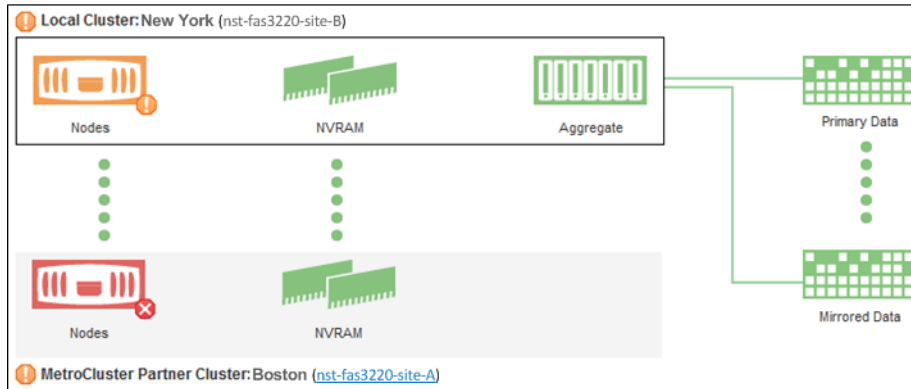 Local Cluster: New York (nst-fas3220-site-B)
Nodes
NVRAM
Aggregate
Primary Data
Nodes
NVRAM
Mirrored Data
MetroCluster Partner Cluster: Boston (nst-fas3220-site-A)